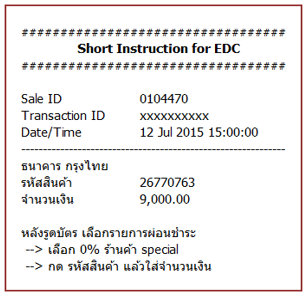 ##################################
Short Instruction for EDC
##################################
Sale ID 0104470
Transaction ID xxxxxxxxxx
Date/Time 12 Jul 2015 15:00:00
--------------------------------------------------------------
ธนาคาร กรุงไทย
รหัสสินค้า 26770763
จำนวนเงิน 9,000.00
หลังรูดบัตร เลือกรายการผ่อนชำระ
--> เลือก 0% ร้านค้า special
--> กด รหัสสินค้า แล้วใส่จำนวนเงิน